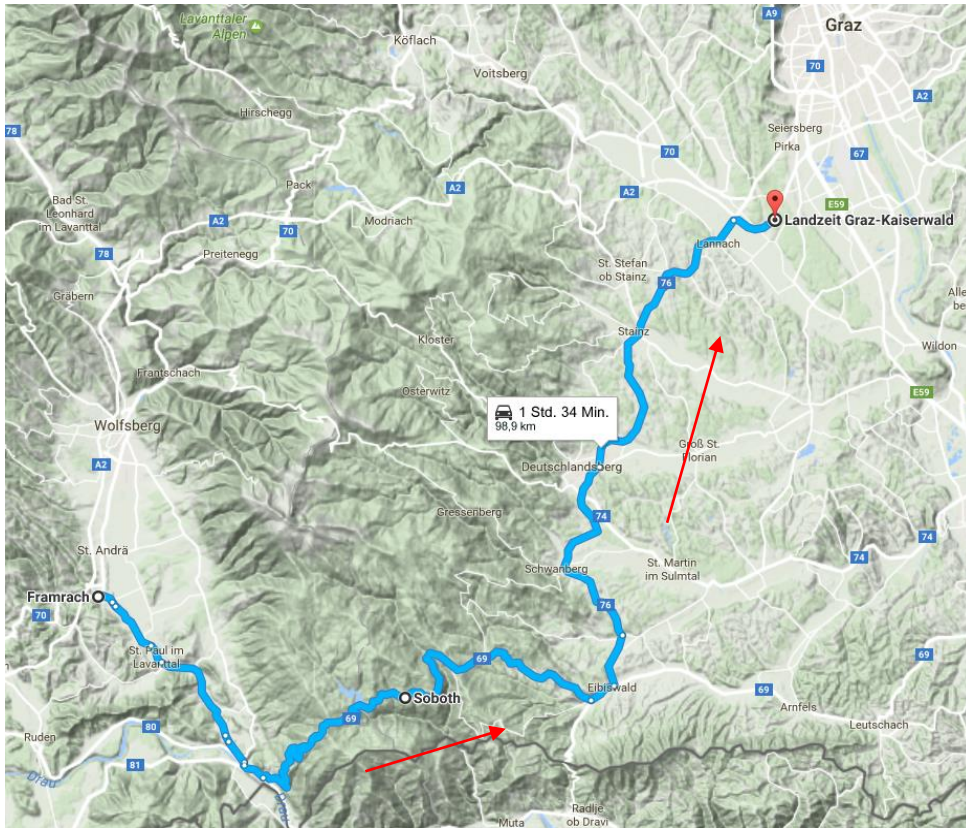 Lavanttaler
Alpen
Köflach
A9
Graz
70
Voitsberg
A2
Hirschegg
Seiersberg
Pirka
78
70
67
Pack
A2
A2
Bad St.
Leonhard
im Lavanttal
E59
Landzeit Graz-Kaiserwald
A2
Modriach
70
78
Preitenegg
Lannach
St. Stefan
ob Stainz
76
Gräbern
Alle
be
Stainz
Kloster
Wildon
Frantschach
Osterwitz
E59
1 Std. 34 Min.
98,9 km
Wolfsberg
Groß St.
Florian
A2
Deutschlandsberg
Gressenberg
74
74
St. Andrä
74
Schwanberg
St. Martin
im Sulmtal
Framrach
70
76
St. Paul im
Lavanttal
69
69
Eibiswald
69
Soboth
Arnfels
69
80
Leutschach
Ruden
81
Drau
Drau
Radlje
ob Dravi
Muta